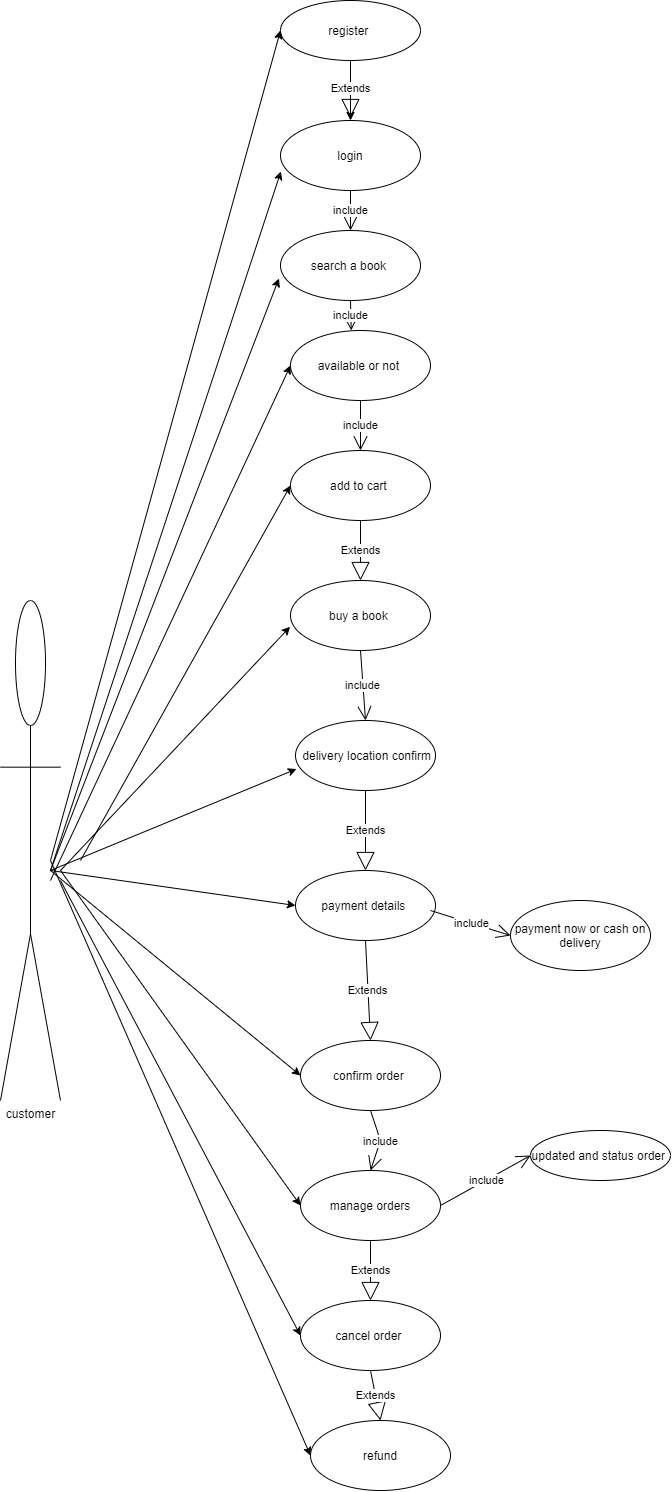 register
Extends
login
include
search a book
include
available or not
include
add to cart
Extends
buy a book
include
delivery location confirm
Extends
payment details
include
payment now or cash on
delivery
Extends
confirm order
customer
include
updated and status order
include
manage orders
Extends
cancel order
Extends
refund